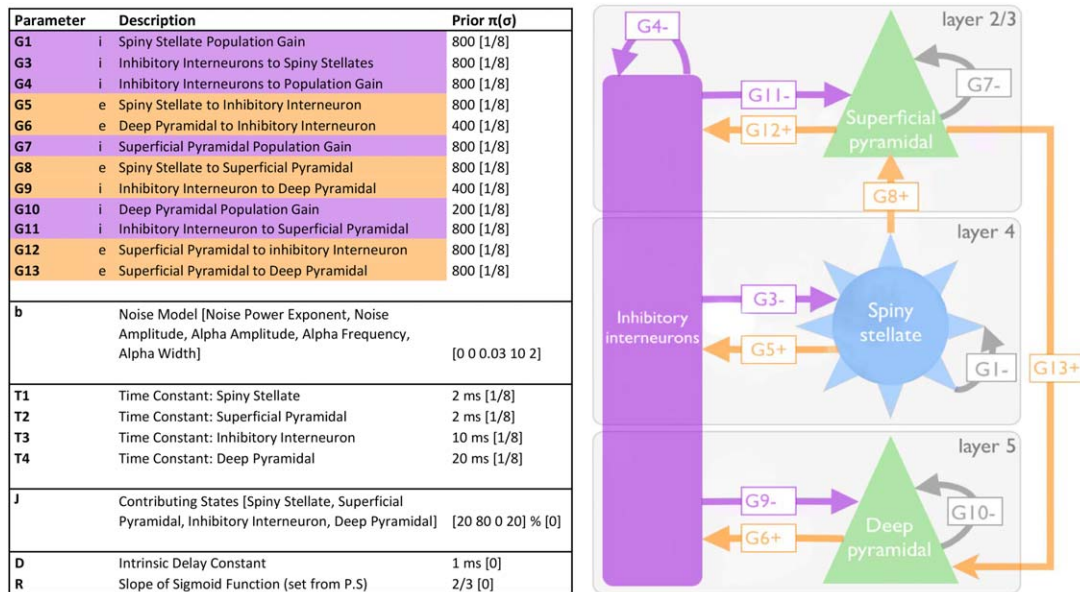 Parameter Description Prior π(σ)
G1 i Spiny Stellate Population Gain 800 [1/8]
G3 i Inhibitory Interneurons to Spiny Stellates 800 [1/8]
G4 i Inhibitory Interneurons to Population Gain 800 [1/8]
G5 e Spiny Stellate to Inhibitory Interneuron 800 [1/8]
G6 e Deep Pyramidal to Inhibitory Interneuron 400 [1/8]
G7 i Superficial Pyramidal Population Gain 800 [1/8]
G8 e Spiny Stellate to Superficial Pyramidal 800 [1/8]
G9 i Inhibitory Interneuron to Deep Pyramidal 400 [1/8]
G10 i Deep Pyramidal Population Gain 200 [1/8]
G11 i Inhibitory Interneuron to Superficial Pyramidal 800 [1/8]
G12 e Superficial Pyramidal to inhibitory Interneuron 800 [1/8]
G13 e Superficial Pyramidal to Deep Pyramidal 800 [1/8]
b Noise Model [Noise Power Exponent, Noise
Amplitude, Alpha Amplitude, Alpha Frequency,
Alpha Width] [0 0 0.03 10 2]
T1 Time Constant: Spiny Stellate 2 ms [1/8]
T2 Time Constant: Superficial Pyramidal 2 ms [1/8]
T3 Time Constant: Inhibitory Interneuron 10 ms [1/8]
T4 Time Constant: Deep Pyramidal 20 ms [1/8]
J Contributing States [Spiny Stellate, Superficial
Pyramidal, Inhibitory Interneuron, Deep Pyramidal] [20 80 0 20] % [0]
D Intrinsic Delay Constant 1 ms [0]
R Slope of Sigmoid Function (set from P.S) 2/3 [0]
layer 2/3
G4-
G11-
G7-
G12+
Superficial
pyramidal
G8+
layer 4
G3-
Inhibitory
interneurons
Spiny
stellate
G5+
G1-
G13+
layer 5
G9-
G10-
G6+
Deep
pyramidal